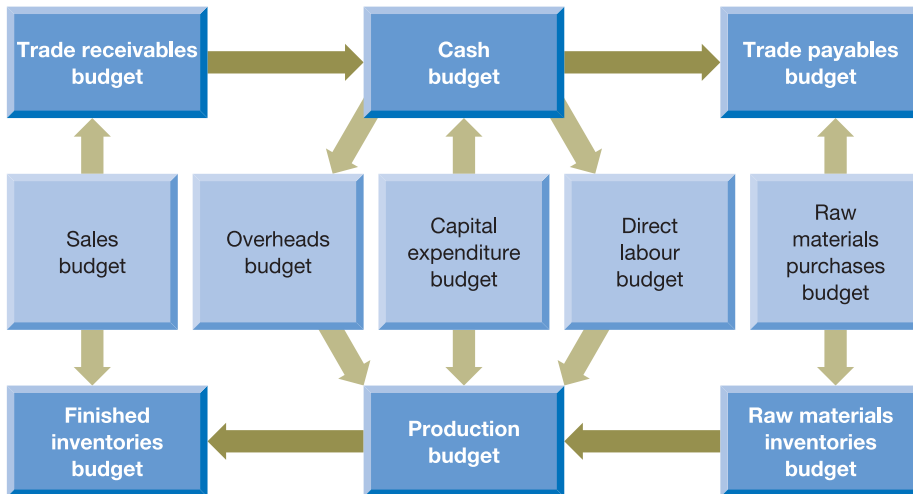 Trade receivables
budget
Cash
budget
Trade payables
budget
Sales
budget
Overheads
budget
Capital
expenditure
budget
Direct
labour
budget
Raw
materials
purchases
budget
Finished
inventories
budget
Production
budget
Raw materials
inventories
budget